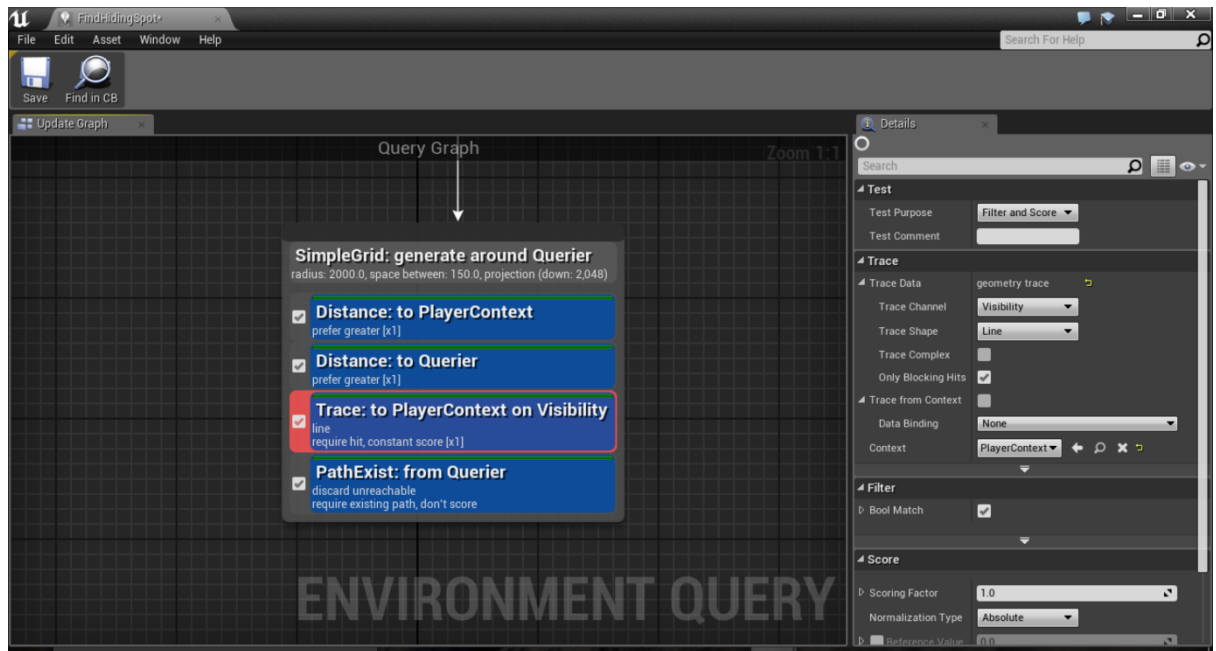 FindHidingSpot*
File Edit Asset Window Help
Search For Help
Save Find in CB
Update Graph
Query Graph
Zoom 1:1
SimpleGrid: generate around Querier
radius: 2000.0, space between: 150.0, projection (down: 2,048)
Distance: to PlayerContext
prefer greater [x1]
Distance: to Querier
prefer greater [x1]
Trace: to PlayerContext on Visibility
line
require hit, constant score [x1]
PathExist: from Querier
discard unreachable
require existing path, don't score
ENVIRONMENT QUERY
Details
Search
Test
Test Purpose Filter and Score
Test Comment
Trace
Trace Data geometry trace
Trace Channel Visibility
Trace Shape Line
Trace Complex
Only Blocking Hits
Trace from Context
Data Binding None
Context PlayerContext
Filter
Bool Match
Score
Scoring Factor 1.0
Normalization Type Absolute
Reference Value 0.0